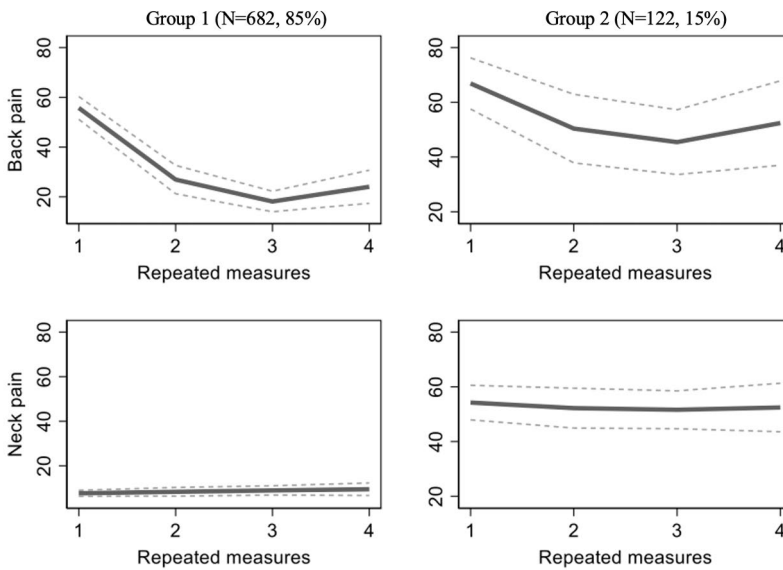 Group 1 (N=682, 85%)
Group 2 (N=122, 15%)
Back pain
80
60
40
20
1 2 3 4
Repeated measures
80
60
40
20
1 2 3 4
Repeated measures
Neck pain
80
60
40
20
1 2 3 4
Repeated measures
80
60
40
20
1 2 3 4
Repeated measures